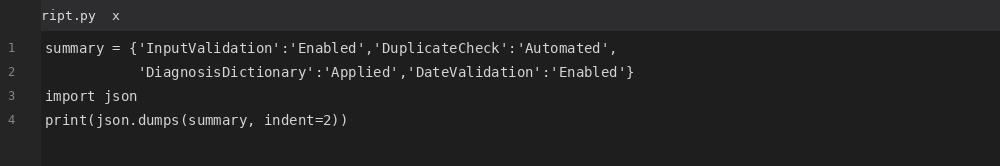 ript.py  x
1 summary = {'InputValidation':'Enabled','DuplicateCheck':'Automated',
2            'DiagnosisDictionary':'Applied','DateValidation':'Enabled'}
3 import json
4 print(json.dumps(summary, indent=2))